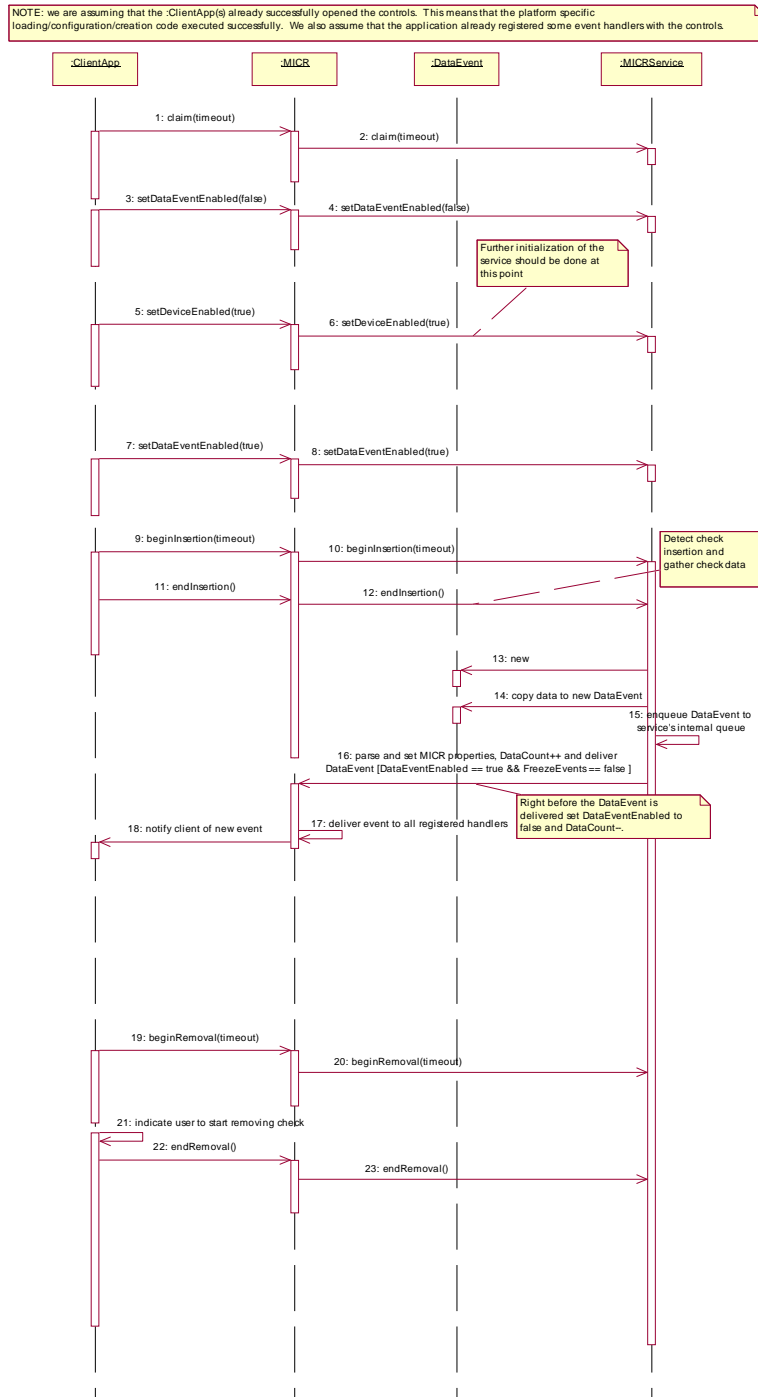 NOTE: we are assuming that the :ClientApp(s) already successfully opened the controls. This means that the platform specific
loading/configuration/creation code executed successfully. We also assume that the application already registered some event handlers with the controls.
:ClientApp
:MICR
:DataEvent
:MICRService
1: claim(timeout)
2: claim(timeout)
3: setDataEventEnabled(false)
4: setDataEventEnabled(false)
Further initialization of the
service should be done at
this point
5: setDeviceEnabled(true)
6: setDeviceEnabled(true)
7: setDataEventEnabled(true)
8: setDataEventEnabled(true)
9: beginInsertion(timeout)
10: beginInsertion(timeout)
Detect check
insertion and
gather check data
11: endInsertion()
12: endInsertion()
13: new
14: copy data to new DataEvent
15: enqueue DataEvent to
service's internal queue
16: parse and set MICR properties, DataCount++ and deliver
DataEvent [DataEventEnabled == true && FreezeEvents == false ]
Right before the DataEvent is
delivered set DataEventEnabled to
false and DataCount--.
17: deliver event to all registered handlers
18: notify client of new event
19: beginRemoval(timeout)
20: beginRemoval(timeout)
21: indicate user to start removing check
22: endRemoval()
23: endRemoval()